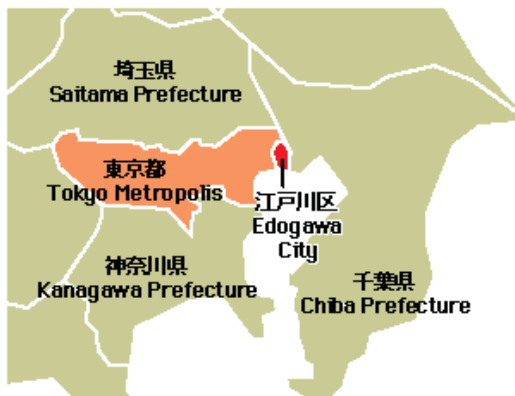 埼玉県
Saitama Prefecture
東京都
Tokyo Metropolis
江戸川区
Edogawa
City
神奈川県
Kanagawa Prefecture
千葉県
Chiba Prefecture